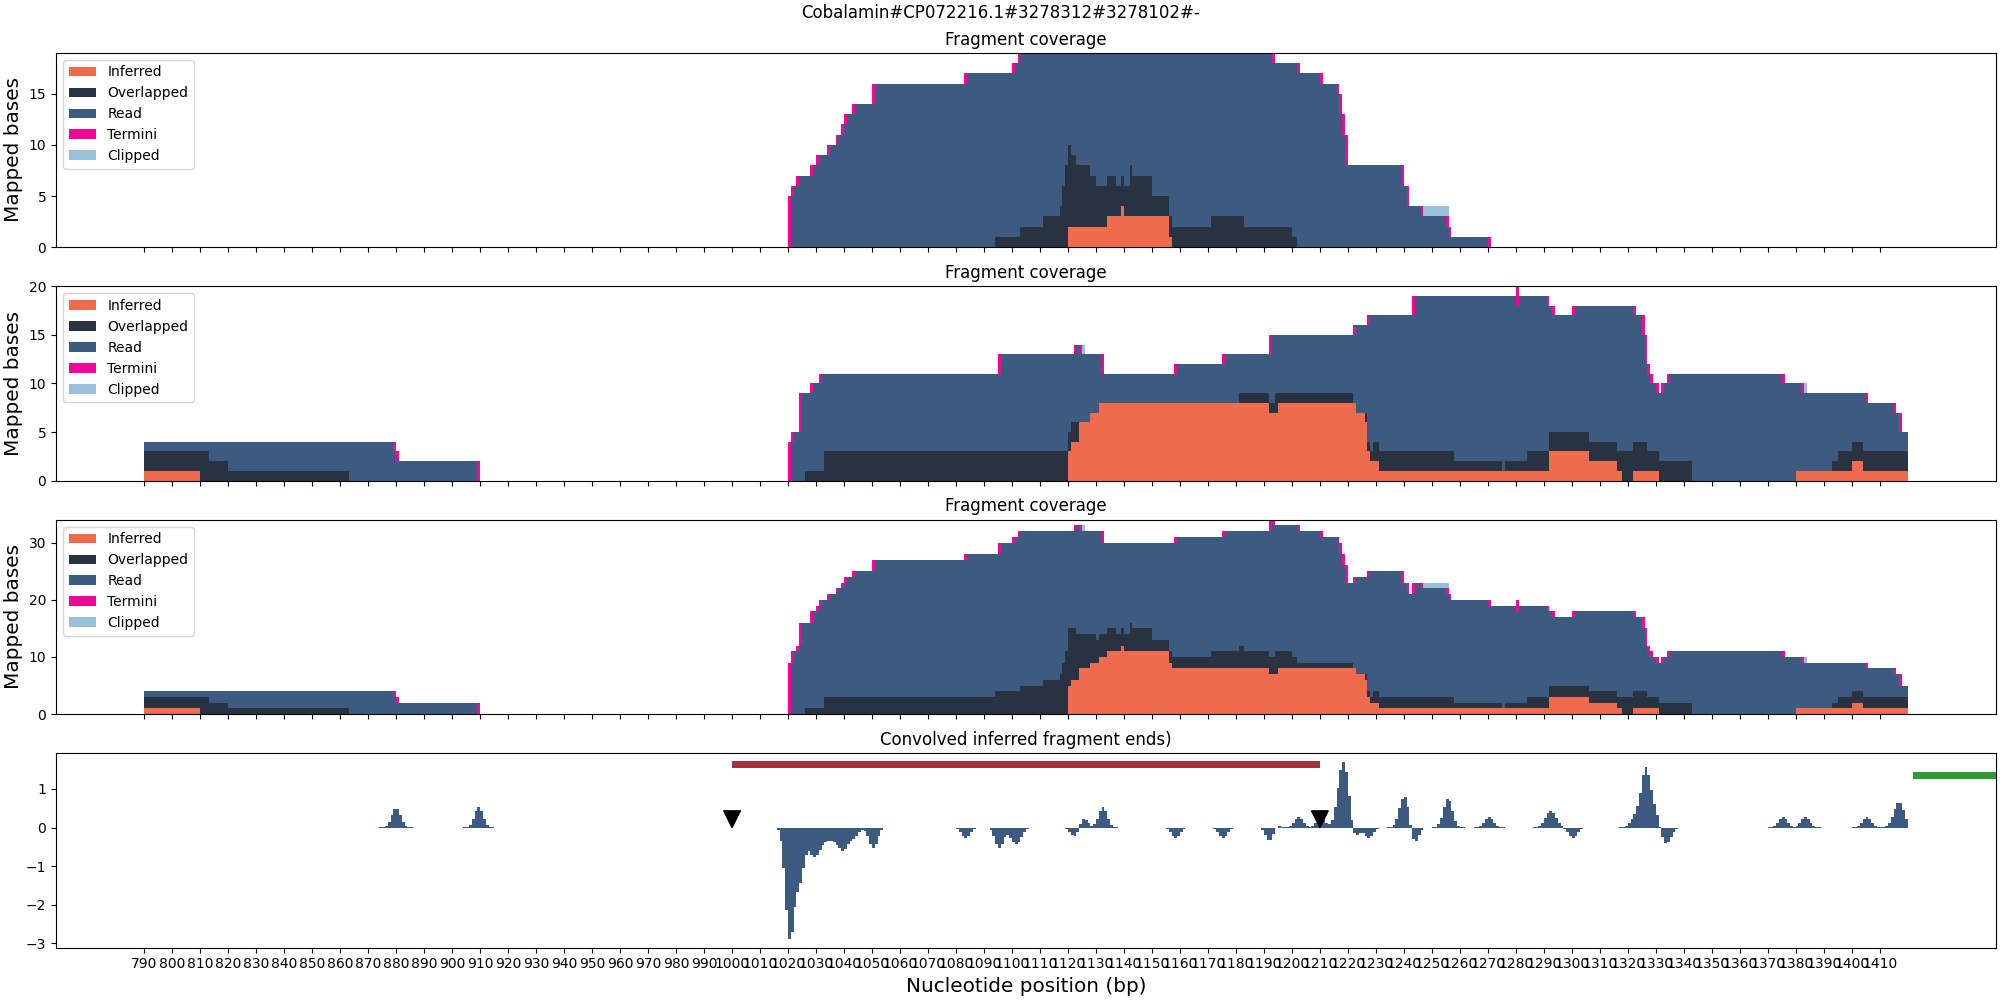 Cobalamin#CP072216.1#3278312#3278102#-
Fragment coverage
Mapped bases
15
10
5
0
Inferred
Overlapped
Read
Termini
Clipped
Fragment coverage
Mapped bases
20
15
10
5
0
Inferred
Overlapped
Read
Termini
Clipped
Fragment coverage
Mapped bases
30
20
10
0
Inferred
Overlapped
Read
Termini
Clipped
Convolved inferred fragment ends)
1
0
−1
−2
−3
790 800 810 820 830 840 850 860 870 880 890 900 910 920 930 940 950 960 970 980 990 1000 1010 1020 1030 1040 1050 1060 1070 1080 1090 1100 1110 1120 1130 1140 1150 1160 1170 1180 1190 1200 1210 1220 1230 1240 1250 1260 1270 1280 1290 1300 1310 1320 1330 1340 1350 1360 1370 1380 1390 1400 1410
Nucleotide position (bp)